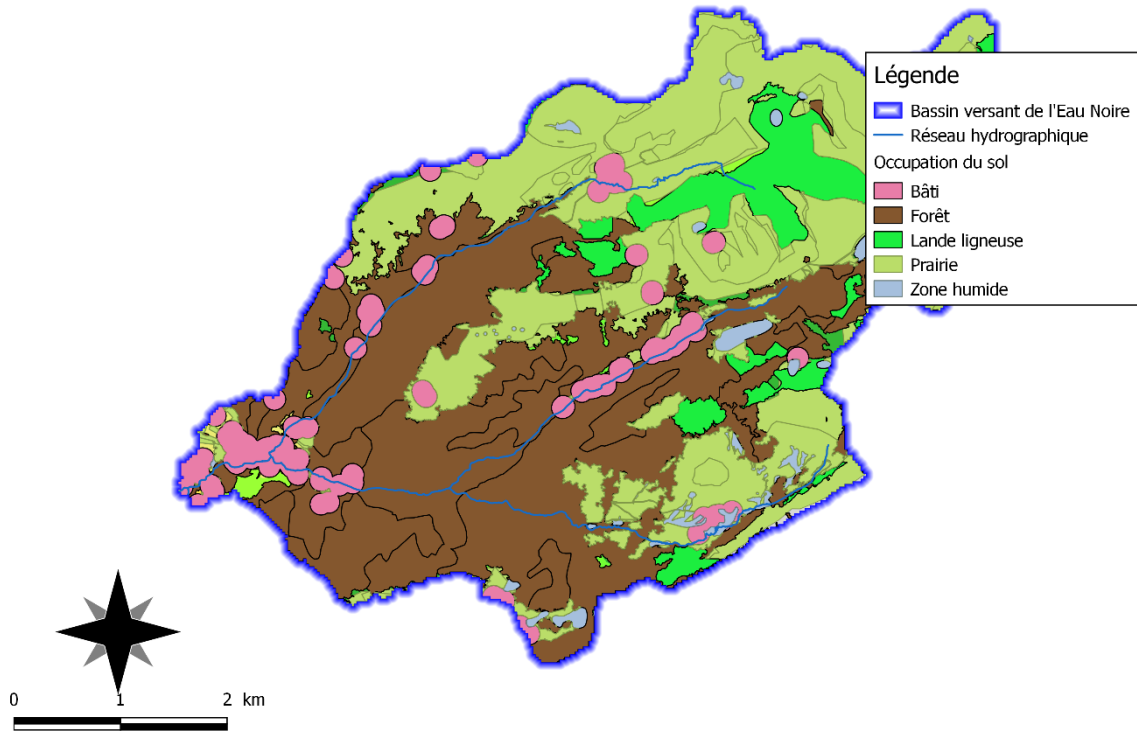 Légende
Bassin versant de l'Eau Noire
Réseau hydrographique
Occupation du sol
Bâti
Forêt
Lande ligneuse
Prairie
Zone humide
0 1 2 km